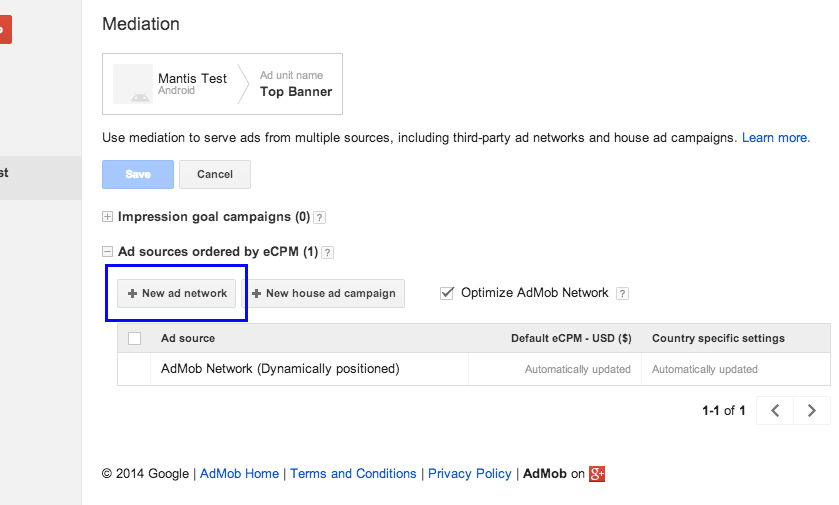 Mediation
Mantis Test
Android
Ad unit name
Top Banner
Use mediation to serve ads from multiple sources, including third-party ad networks and house ad campaigns. Learn more.
st
Save
Cancel
Impression goal campaigns (0) ?
Ad sources ordered by eCPM (1) ?
New ad network
New house ad campaign
Optimize AdMob Network ?
Ad source
Default eCPM - USD ($)
Country specific settings
AdMob Network (Dynamically positioned)
Automatically updated
Automatically updated
1-1 of 1
© 2014 Google | AdMob Home | Terms and Conditions | Privacy Policy | AdMob on g+